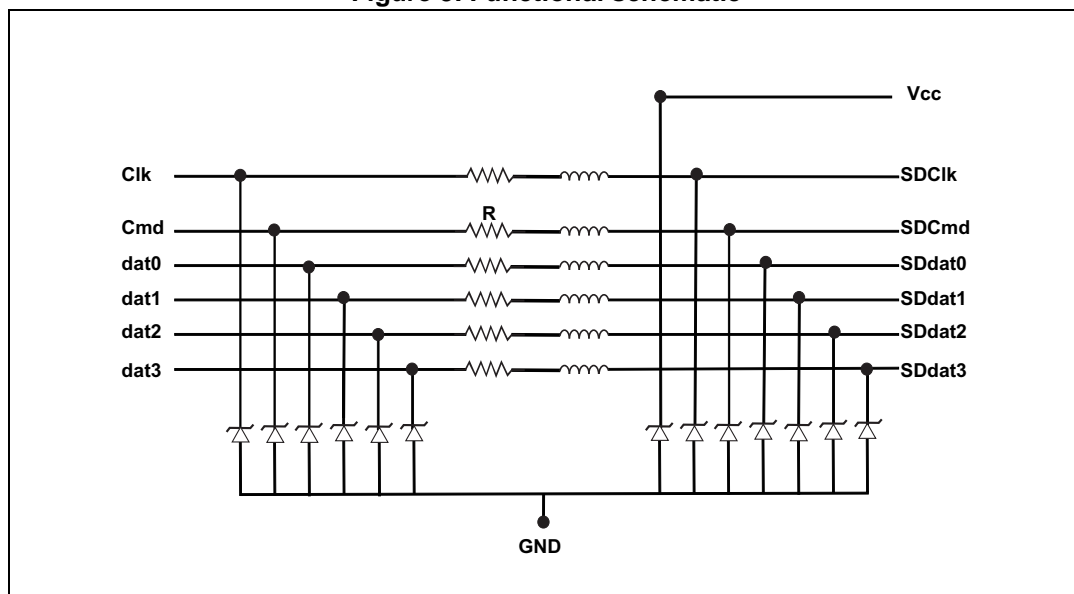 Figure 3. Functional schematic
Vcc
Clk SDClk
R
Cmd SDCmd
dat0 SDdat0
dat1 SDdat1
dat2 SDdat2
dat3 SDdat3
GND